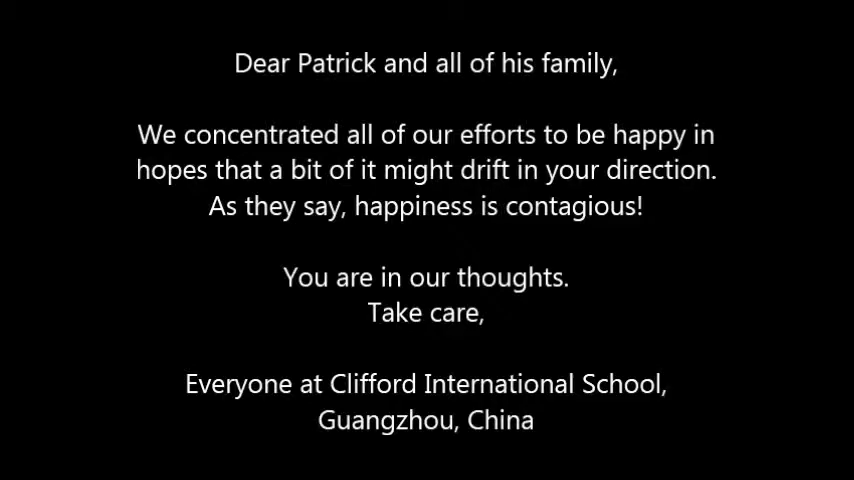 Dear Patrick and all of his family,
We concentrated all of our efforts to be happy in
hopes that a bit of it might drift in your direction.
As they say, happiness is contagious!
You are in our thoughts.
Take care,
Everyone at Clifford International School,
Guangzhou, China